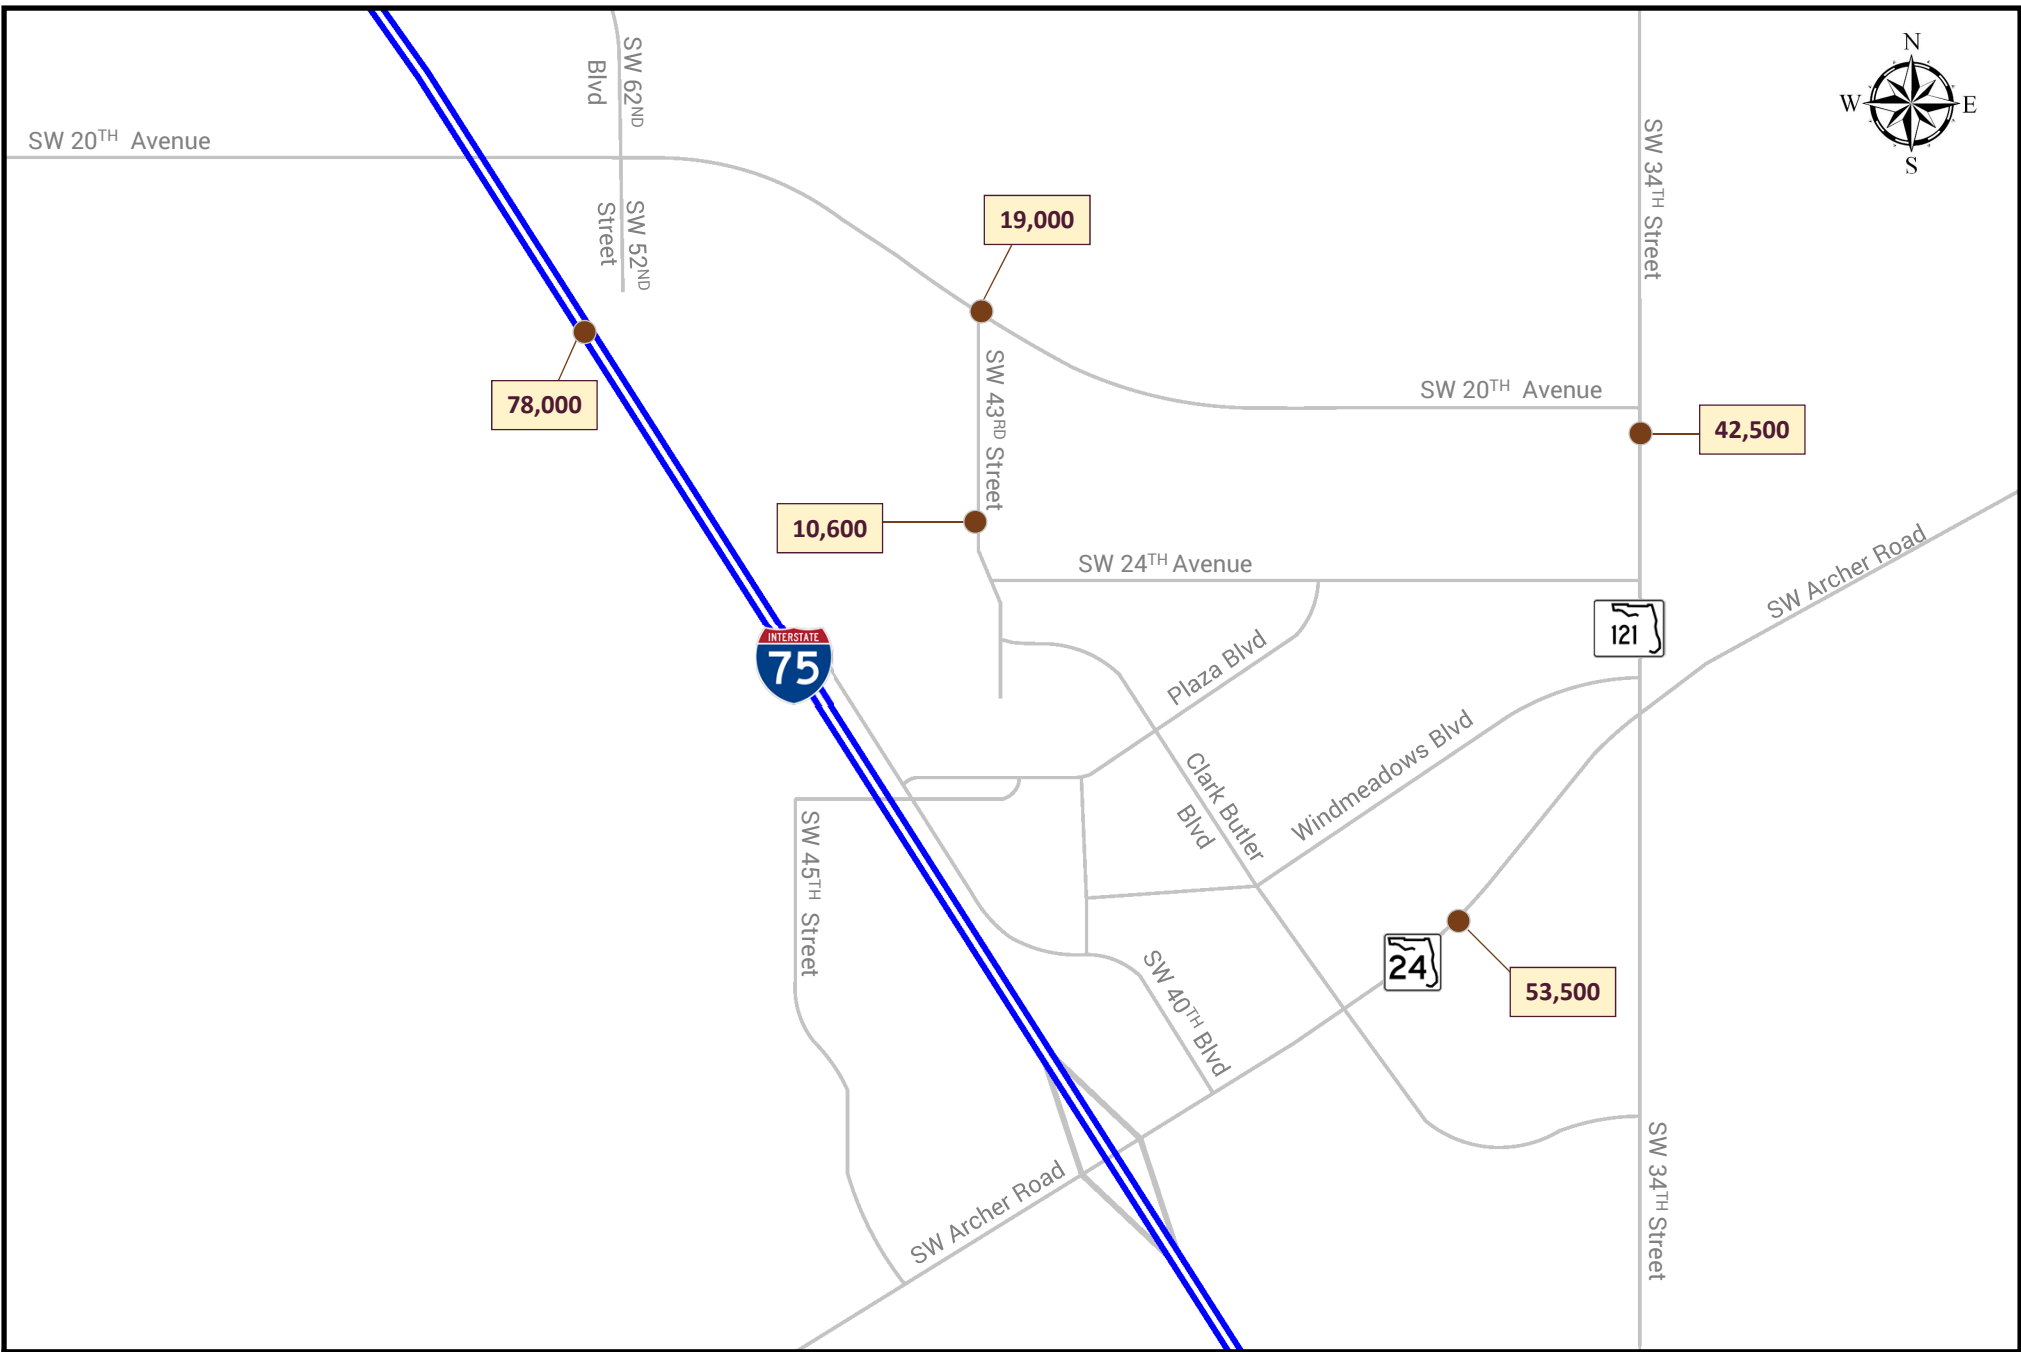 N
W E
S
SW 62ND
Blvd
SW 20TH Avenue
SW 34TH Street
SW 52ND
Street
19,000
78,000
SW 43RD Street
SW 20TH Avenue
42,500
10,600
SW 24TH Avenue
SW Archer Road
121
INTERSTATE
75
Plaza Blvd
Windmeadows Blvd
Clark Butler
Blvd
SW 45TH Street
SW 40TH Blvd
24
53,500
SW Archer Road
SW 34TH Street